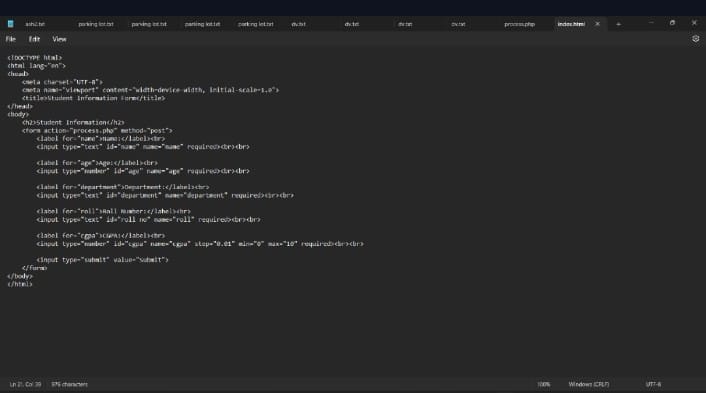 ash2.txt parking lot.txt parking lot.txt parking lot.txt parking lot.txt dv.txt dv.txt dv.txt dv.txt process.php index.html
File Edit View
<!DOCTYPE html>
<html lang="en">
<head>
<meta charset="UTF-8">
<meta name="viewport" content="width=device-width, initial-scale=1.0">
<title>Student Information Form</title>
</head>
<body>
<h2>Student Information</h2>
<form action="process.php" method="post">
<label for="name">Name:</label><br>
<input type="text" id="name" name="name" required><br><br>
<label for="age">Age:</label><br>
<input type="number" id="age" name="age" required><br><br>
<label for="department">Department:</label><br>
<input type="text" id="department" name="department" required><br><br>
<label for="roll">Roll Number:</label><br>
<input type="text" id="roll no" name="roll" required><br><br>
<label for="cgpa">CGPA:</label><br>
<input type="number" id="cgpa" name="cgpa" step="0.01" min="0" max="10" required><br><br>
<input type="submit" value="Submit">
</form>
</body>
</html>
Ln 21, Col 39 976 characters 100% Windows (CRLF) UTF-8